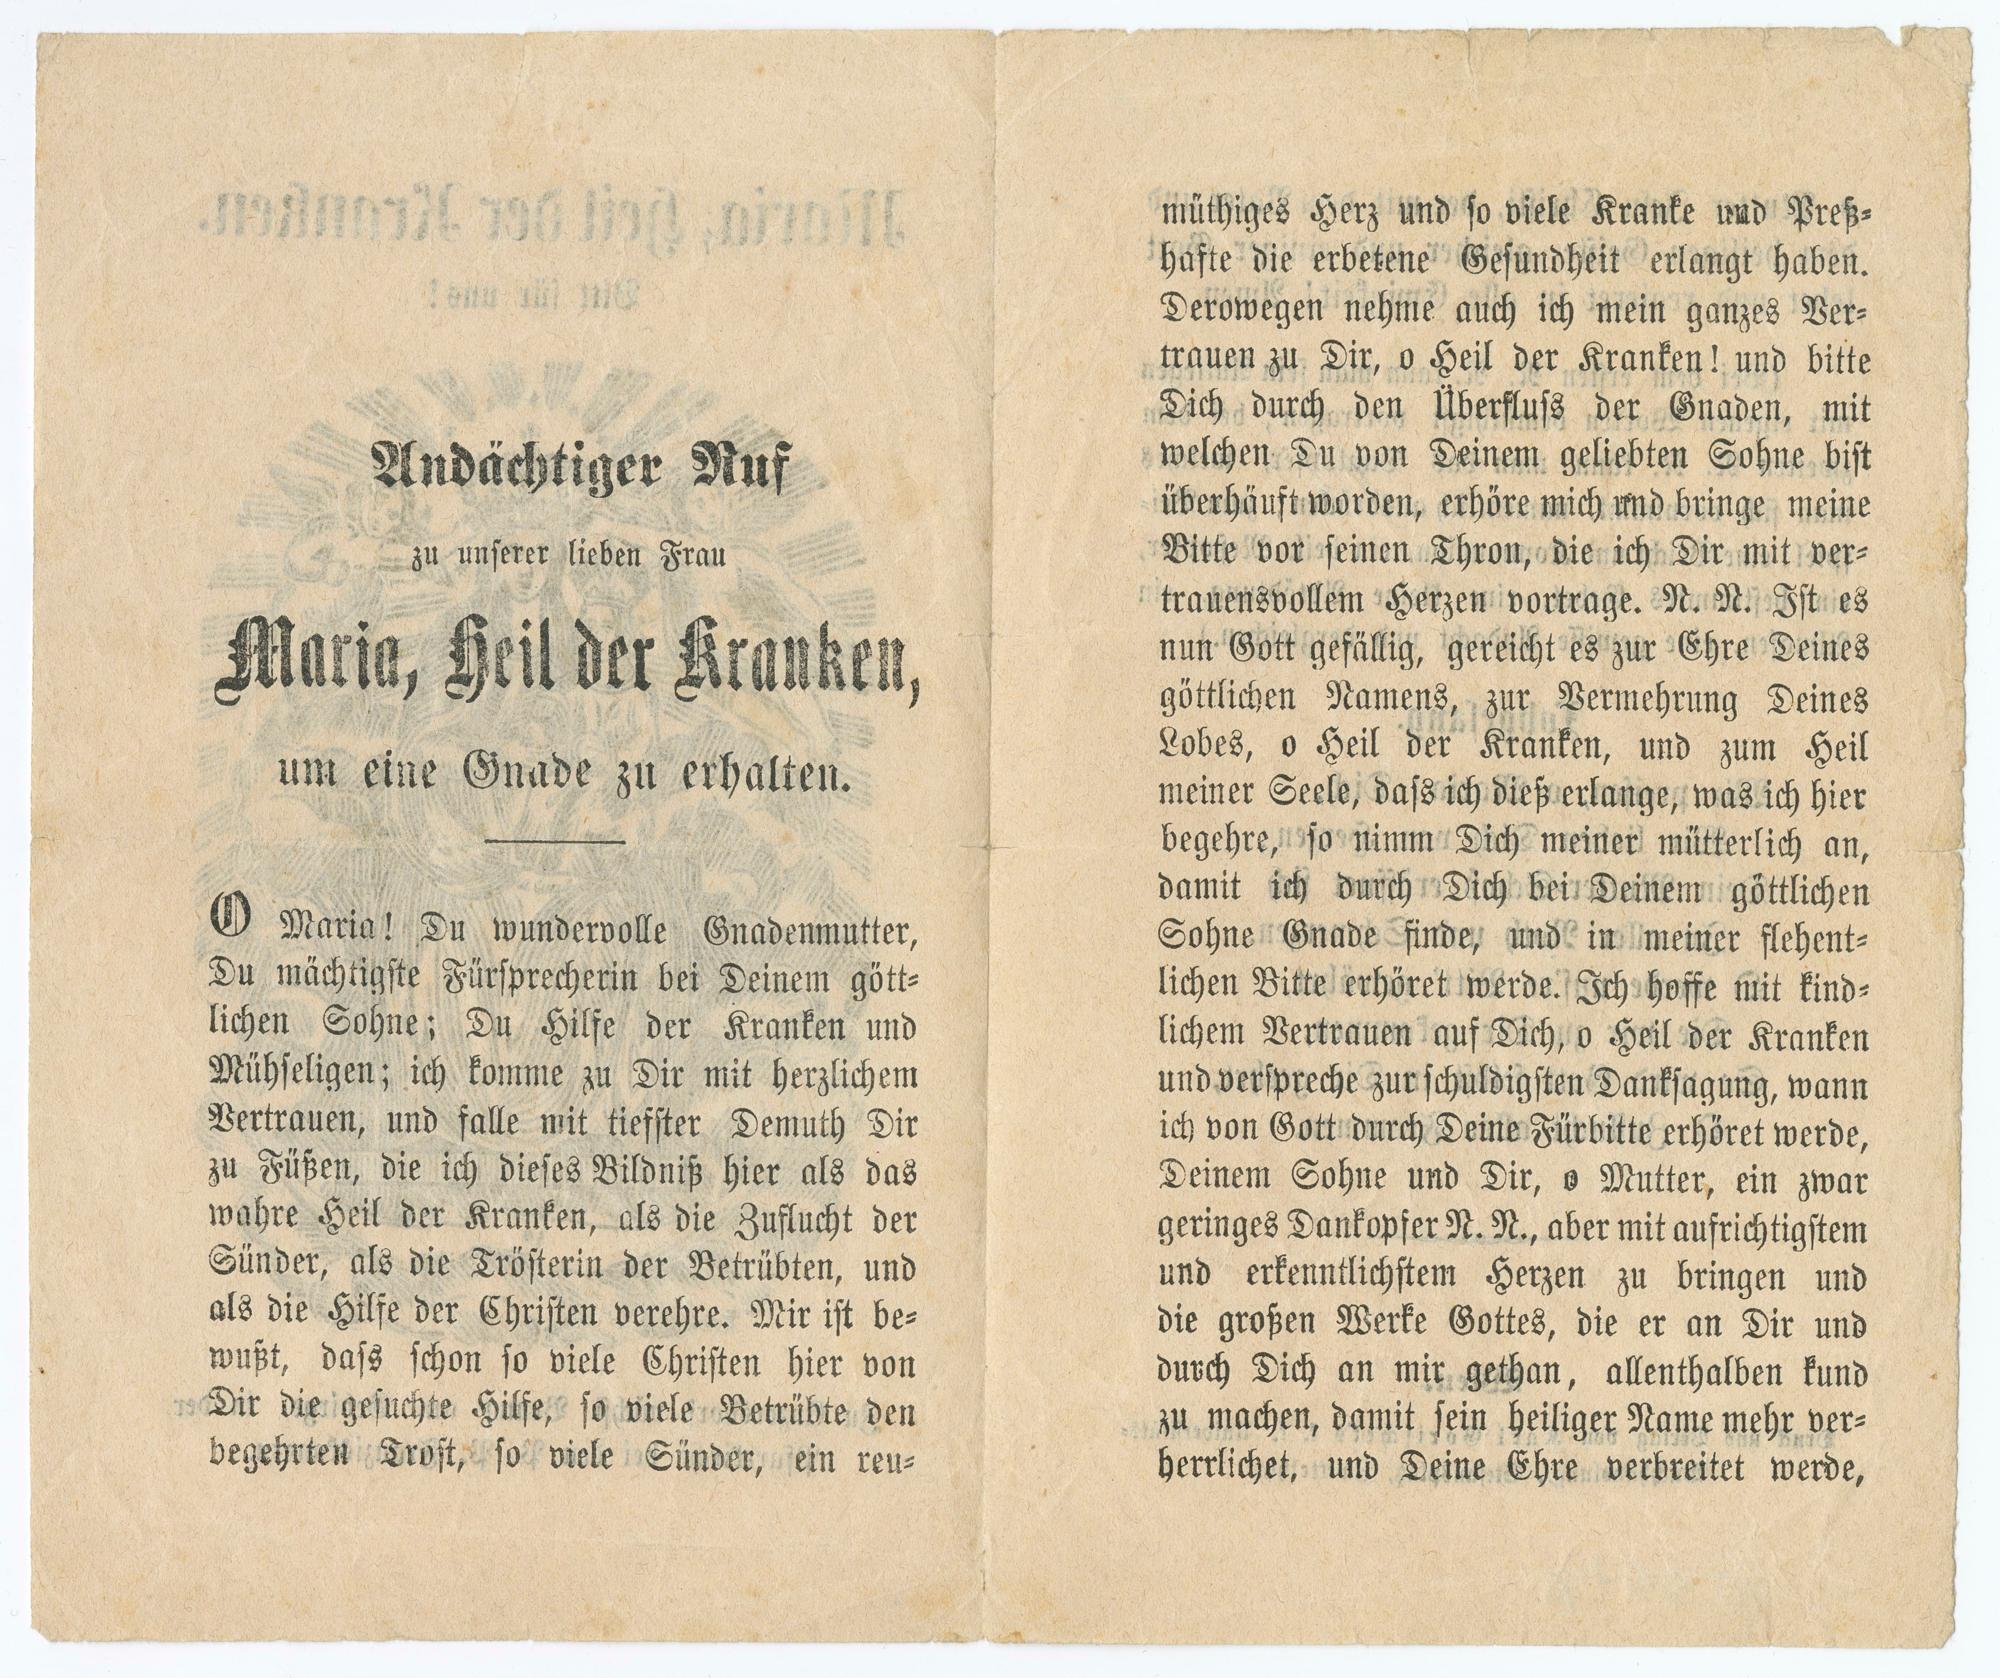 Andächtiger Ruf
zu unserer lieben Frau
Maria, Heil der Kranken,
um eine Gnade zu erhalten.
O Maria! Du wundervolle Gnadenmutter,
Du mächtigste Fürsprecherin bei Deinem gött-
lichen Sohne; Du Hilfe der Kranken und
Mühseligen; ich komme zu Dir mit herzlichem
Vertrauen, und falle mit tiefster Demuth Dir
zu Füßen, die ich dieses Bildniß hier als das
wahre Heil der Kranken, als die Zuflucht der
Sünder, als die Trösterin der Betrübten, und
als die Hilfe der Christen verehre. Mir ist be-
wußt, dass schon so viele Christen hier von
Dir die gesuchte Hilfe, so viele Betrübte den
begehrten Trost, so viele Sünder, ein reu-
müthiges Herz und so viele Kranke und Preß-
hafte die erbetene Gesundheit erlangt haben.
Derowegen nehme auch ich mein ganzes Ver-
trauen zu Dir, o Heil der Kranken! und bitte
Dich durch den Überfluss der Gnaden, mit
welchen Du von Deinem geliebten Sohne bist
überhäuft worden, erhöre mich und bringe meine
Bitte vor seinen Thron, die ich Dir mit ver-
trauensvollem Herzen vortrage. N. N. Ist es
nun Gott gefällig, gereicht es zur Ehre Deines
göttlichen Namens, zur Vermehrung Deines
Lobes, o Heil der Kranken, und zum Heil
meiner Seele, dass ich dieß erlange, was ich hier
begehre, so nimm Dich meiner mütterlich an,
damit ich durch Dich bei Deinem göttlichen
Sohne Gnade finde, und in meiner flehent-
lichen Bitte erhöret werde. Ich hoffe mit kind-
lichem Vertrauen auf Dich, o Heil der Kranken
und verspreche zur schuldigsten Danksagung, wann
ich von Gott durch Deine Fürbitte erhöret werde,
Deinem Sohne und Dir, o Mutter, ein zwar
geringes Dankopfer N. N., aber mit aufrichtigstem
und erkenntlichstem Herzen zu bringen und
die großen Werke Gottes, die er an Dir und
durch Dich an mir gethan, allenthalben kund
zu machen, damit sein heiliger Name mehr ver-
herrlichet, und Deine Ehre verbreitet werde,